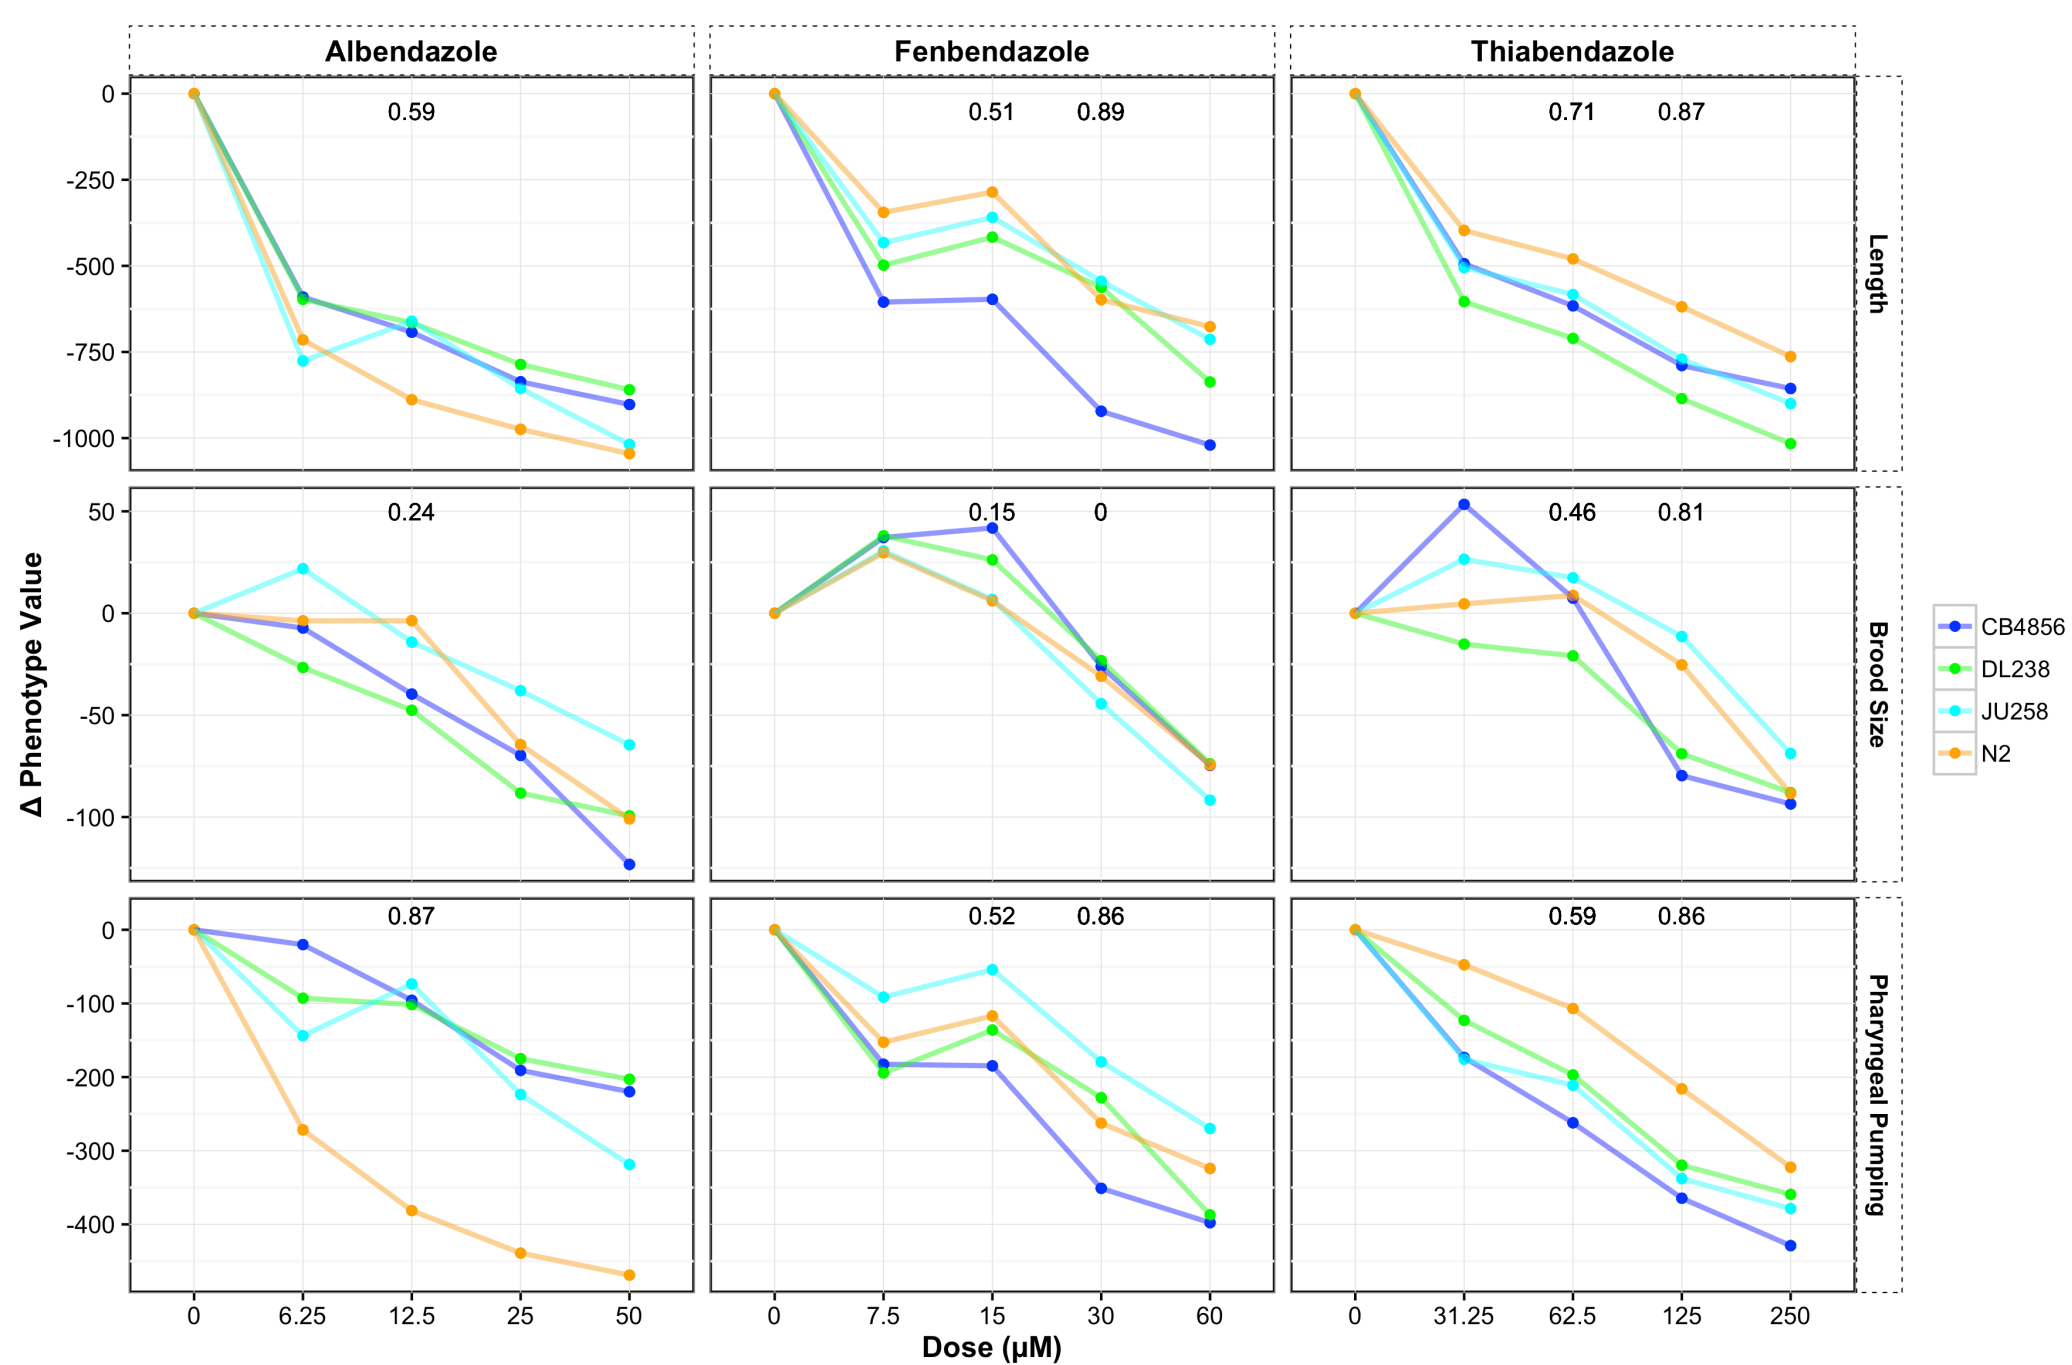 Albendazole Fenbendazole Thiabendazole
0 0.59 0.51 0.89 0.71 0.87
-250
-500
-750
-1000
Length
50 0.24 0.15 0 0.46 0.81
0
-50
-100
Brood Size
0 0.87 0.52 0.86 0.59 0.86
-100
-200
-300
-400
Pharyngeal Pumping
0 6.25 12.5 25 50 0 7.5 15 30 60 0 31.25 62.5 125 250
Dose (µM)
Δ Phenotype Value
CB4856
DL238
JU258
N2